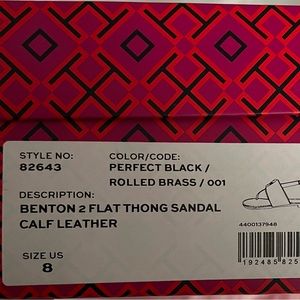 STYLE NO:
82643
COLOR/CODE:
PERFECT BLACK /
ROLLED BRASS / 001
DESCRIPTION:
BENTON 2 FLAT THONG SANDAL
CALF LEATHER
SIZE US
8
4400137948
192485825